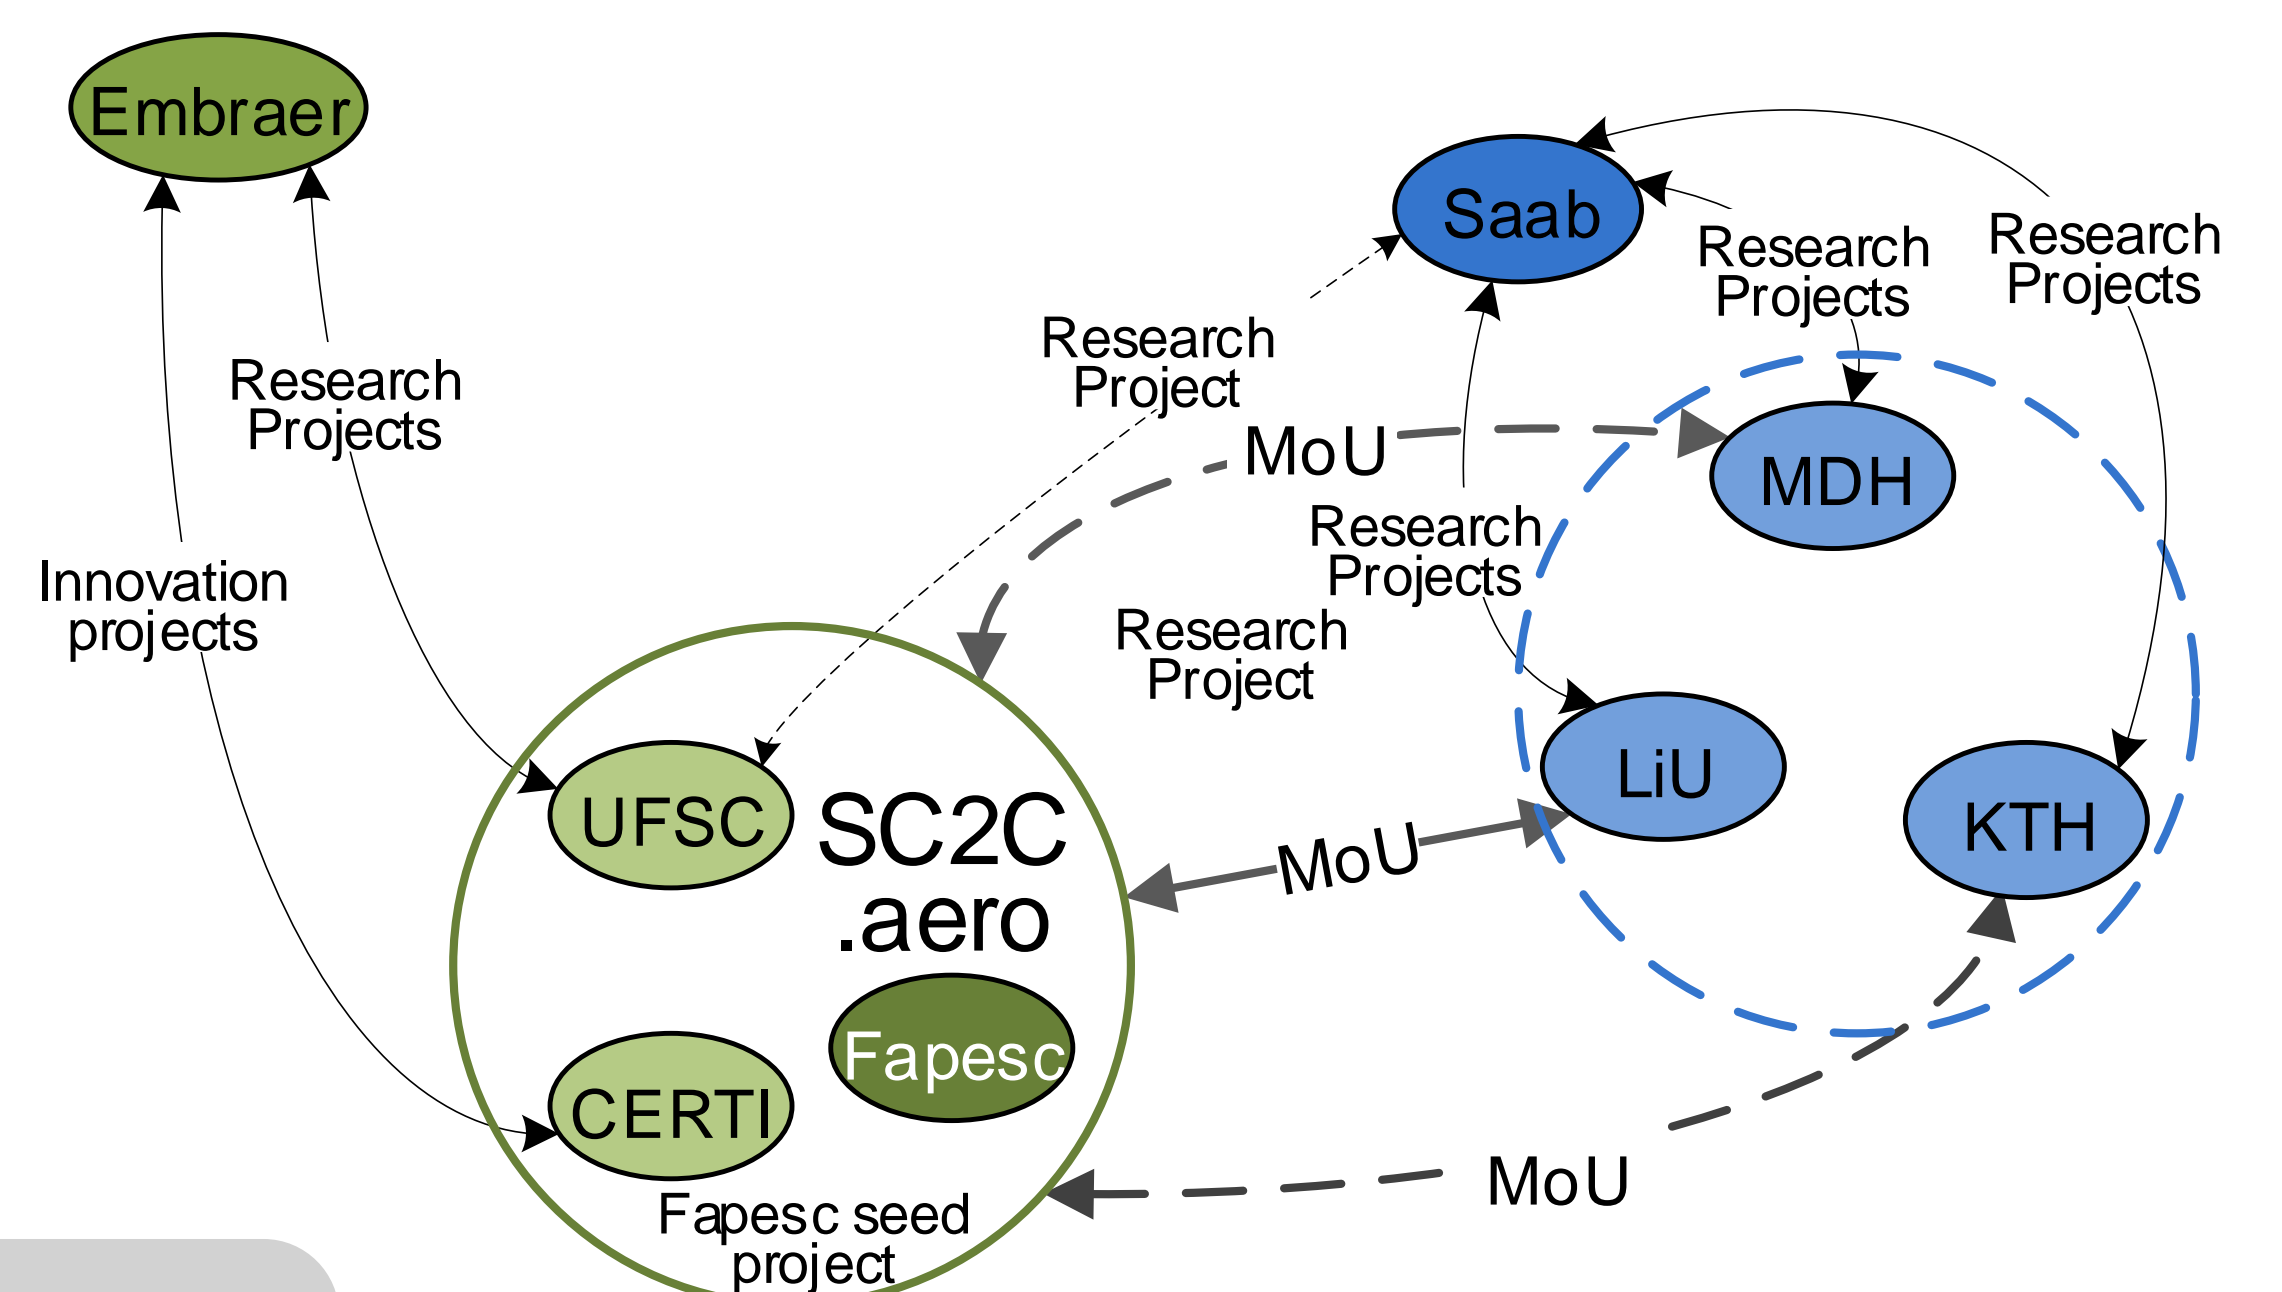 Embraer
Saab
Research
Projects
Research
Projects
Research
Project
Research
Projects
MoU
MDH
Research
Projects
Innovation
projects
Research
Project
LiU
UFSC
SC2C
.aero
KTH
MoU
Fapesc
CERTI
MoU
Fapesc seed
project